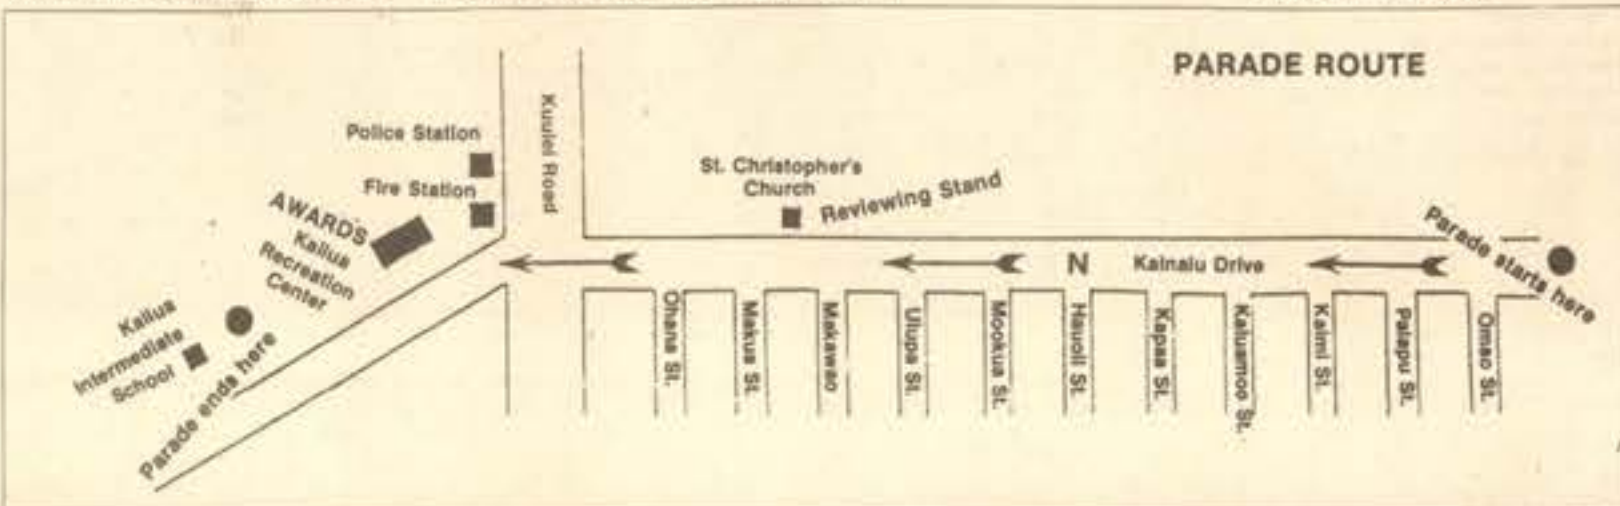 PARADE ROUTE
Police Station
Fire Station
Kuulei Road
St. Christopher's
Church
Reviewing Stand
AWARDS
Kailua
Recreation
Center
Kailua
Intermediate
School
Parade ends here
N
Kainalu Drive
Parade starts here
Ohana St.
Makua St.
Makawao
Ulupa St.
Mookua St.
Hauoli St.
Kapaa St.
Kaluamoo St.
Kaimi St.
Palapu St.
Omao St.